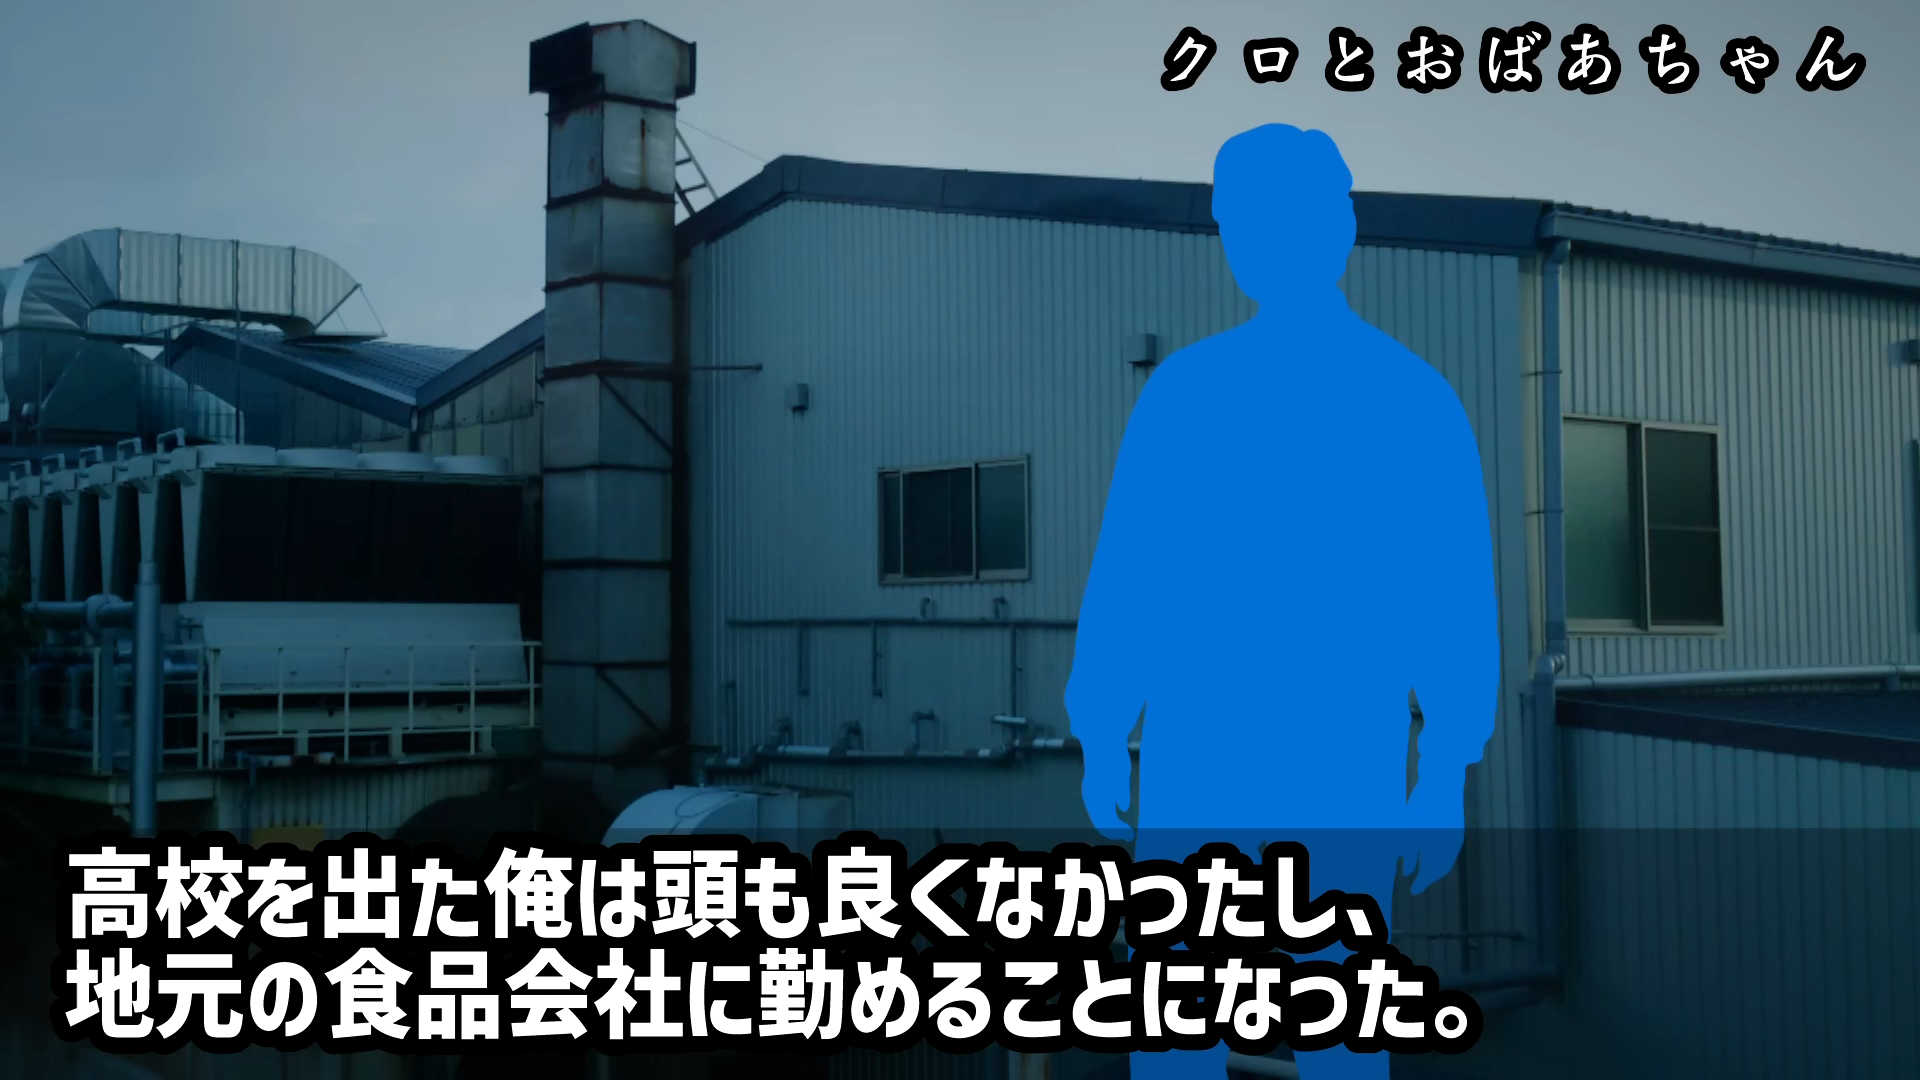 クロとおばあちゃん
高校を出た俺は頭も良くなかったし、
地元の食品会社に勤めることになった。